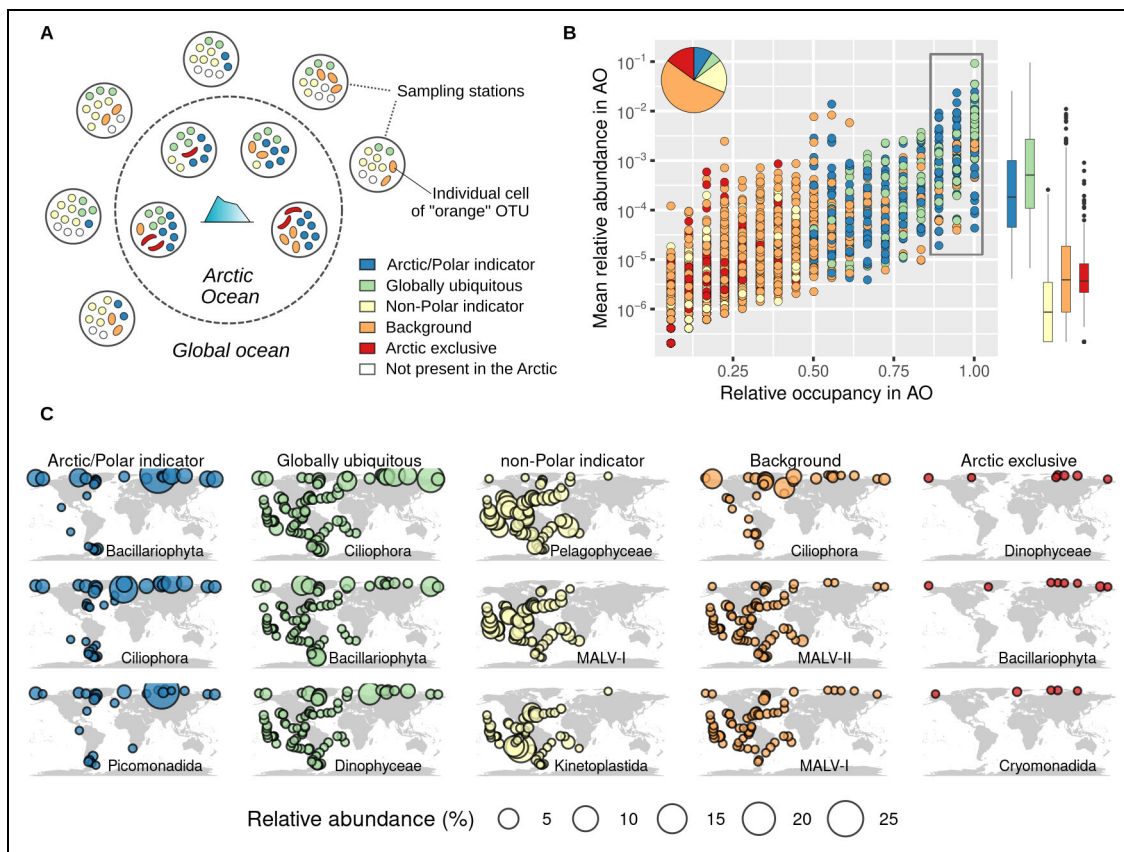 A
Sampling stations
Individual cell
of "orange" OTU
Arctic
Ocean
Global ocean
Arctic/Polar indicator
Globally ubiquitous
Non-Polar indicator
Background
Arctic exclusive
Not present in the Arctic
B
Mean relative abundance in AO
10⁻¹
10⁻²
10⁻³
10⁻⁴
10⁻⁵
10⁻⁶
0.25
0.50
0.75
1.00
Relative occupancy in AO
C
Arctic/Polar indicator
Globally ubiquitous
non-Polar indicator
Background
Arctic exclusive
Bacillariophyta
Ciliophora
Pelagophyceae
Ciliophora
Dinophyceae
Ciliophora
Bacillariophyta
MALV-I
MALV-II
Bacillariophyta
Picomonadida
Dinophyceae
Kinetoplastida
MALV-I
Cryomonadida
Relative abundance (%)
5
10
15
20
25